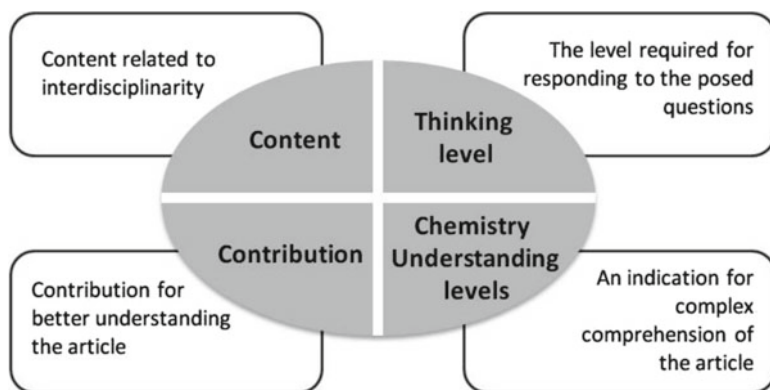 Content related to
interdisciplinarity
The level required for
responding to the posed
questions
Content
Thinking
level
Contribution
Chemistry
Understanding
levels
Contribution for
better understanding
the article
An indication for
complex
comprehension of
the article